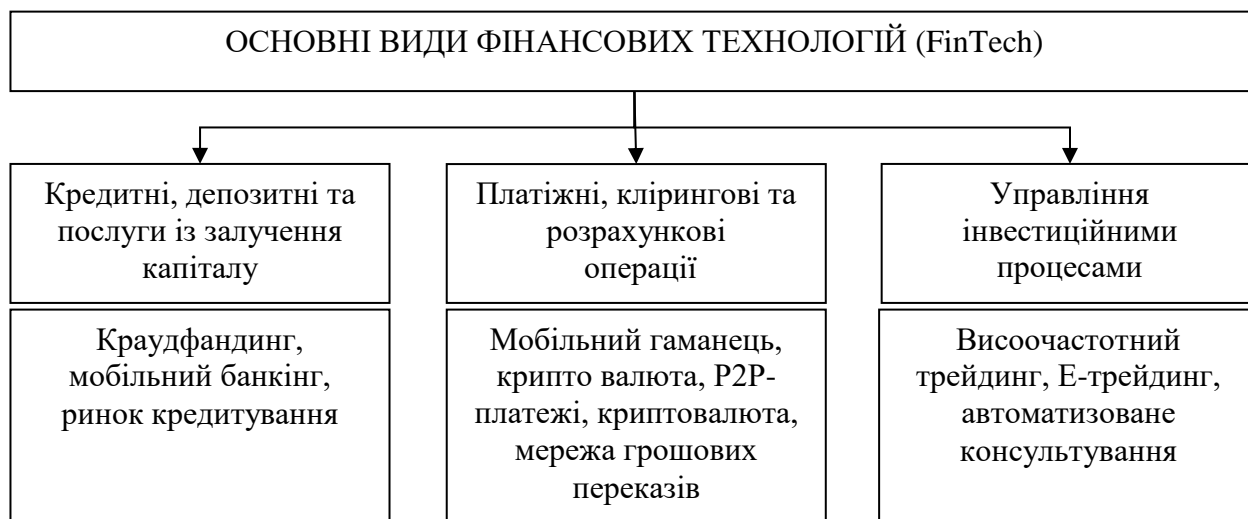 ОСНОВНІ ВИДИ ФІНАНСОВИХ ТЕХНОЛОГІЙ (FinTech)
Кредитні, депозитні та
послуги із залучення
капіталу
Платіжні, клірингові та
розрахункові
операції
Управління
інвестиційними
процесами
Краудфандинг,
мобільний банкінг,
ринок кредитування
Мобільний гаманець,
крипто валюта, P2P-
платежі, криптовалюта,
мережа грошових
переказів
Височастотний
трейдинг, Е-трейдинг,
автоматизоване
консультування